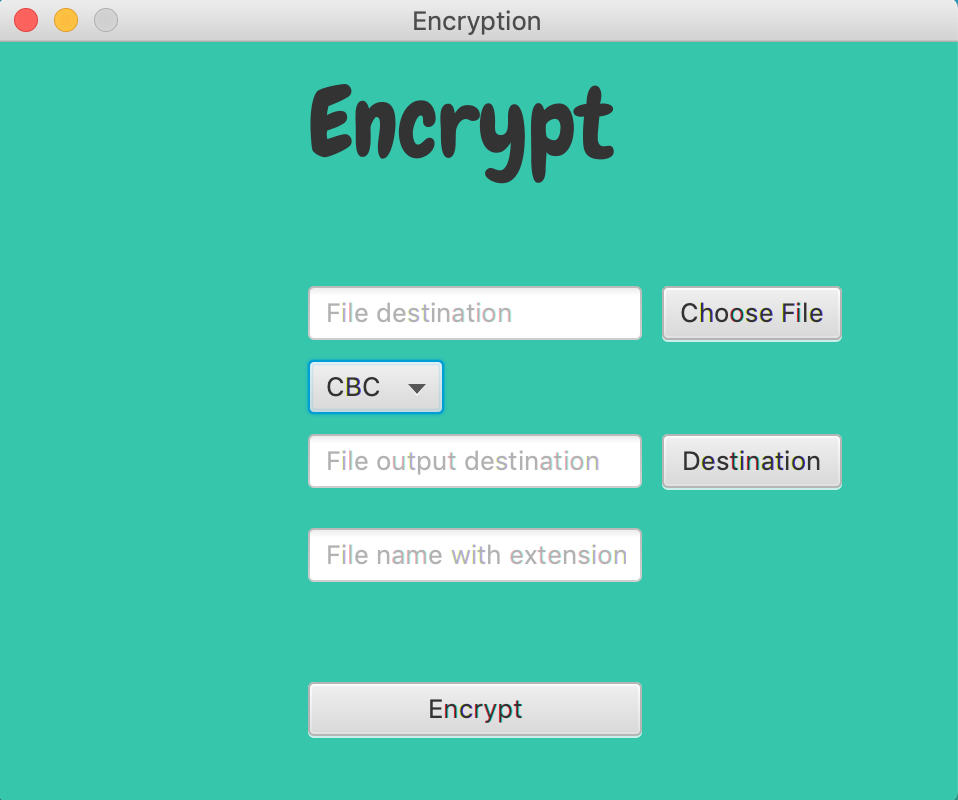 Encryption
Encrypt
File destination
Choose File
CBC
File output destination
Destination
File name with extension
Encrypt